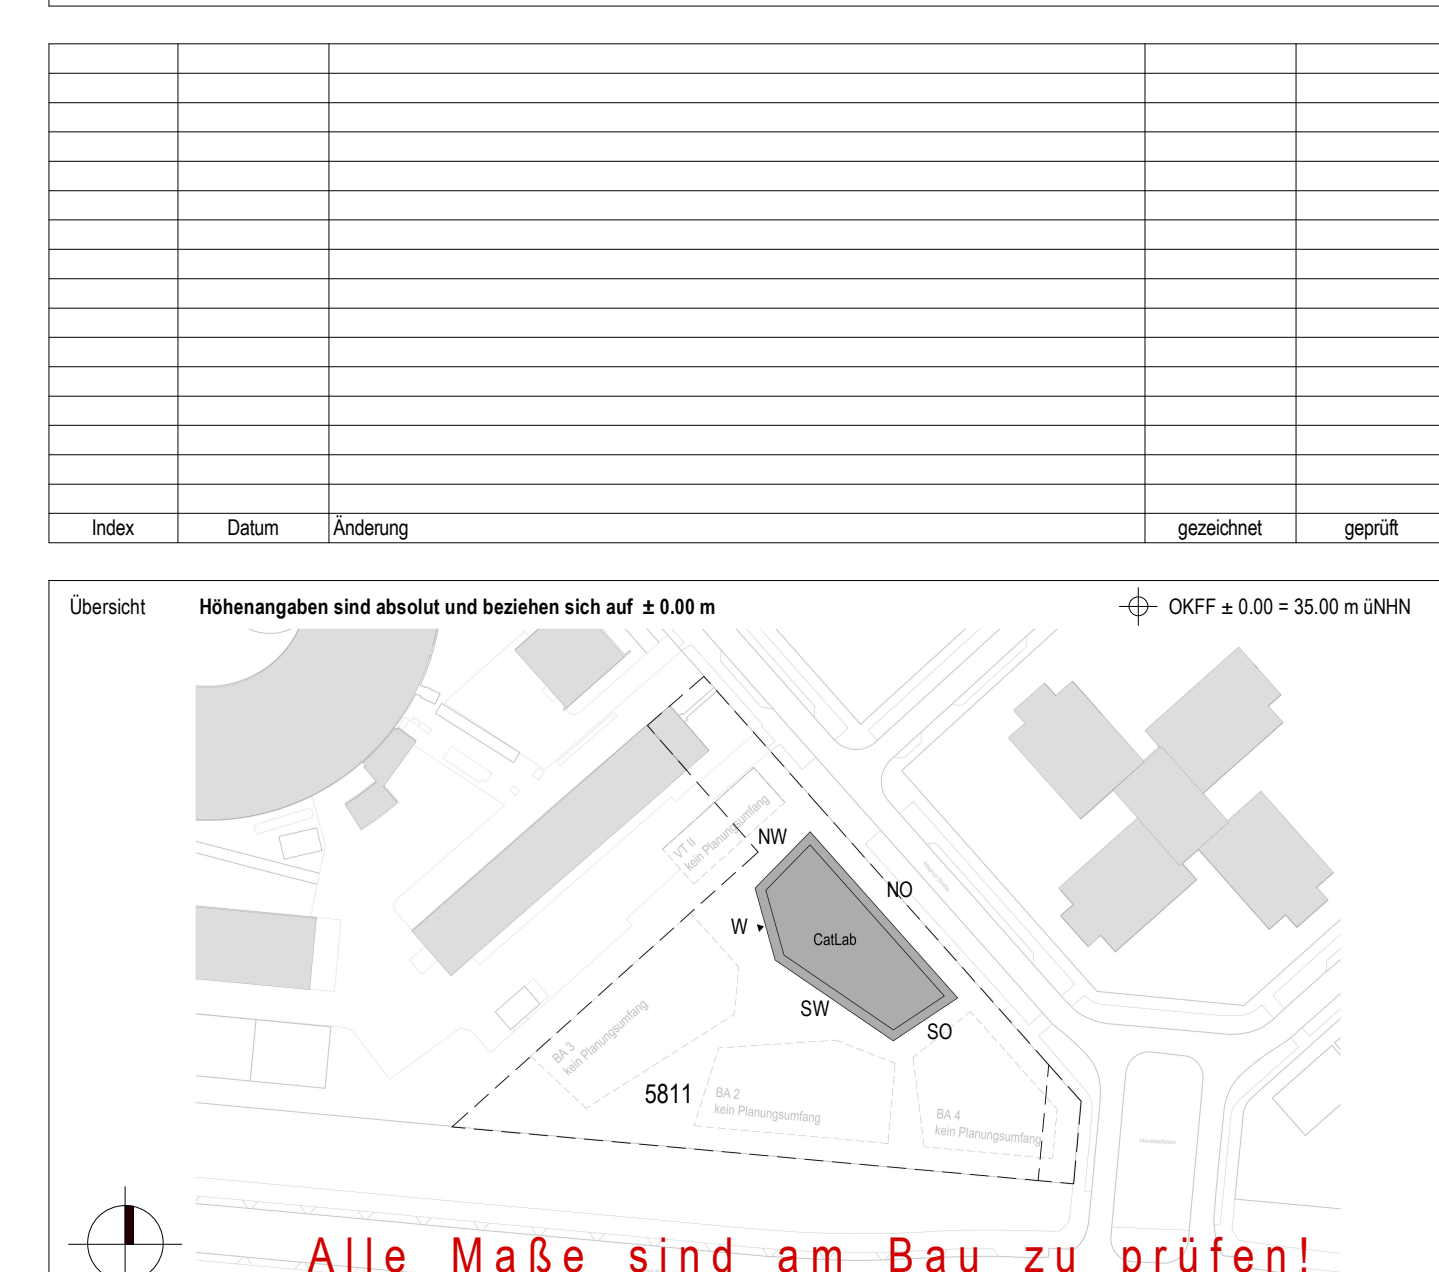 Index Datum Änderung gezeichnet geprüft
Übersicht Höhenangaben sind absolut und beziehen sich auf ± 0.00 m OKFF ± 0.00 = 35.00 m üNHN
VT II
kein Planungsumfang
NW
NO
W
CatLab
SW
SO
BA 3
kein Planungsumfang
5811
BA 2
kein Planungsumfang
BA 4
kein Planungsumfang
Alle Maße sind am Bau zu prüfen!